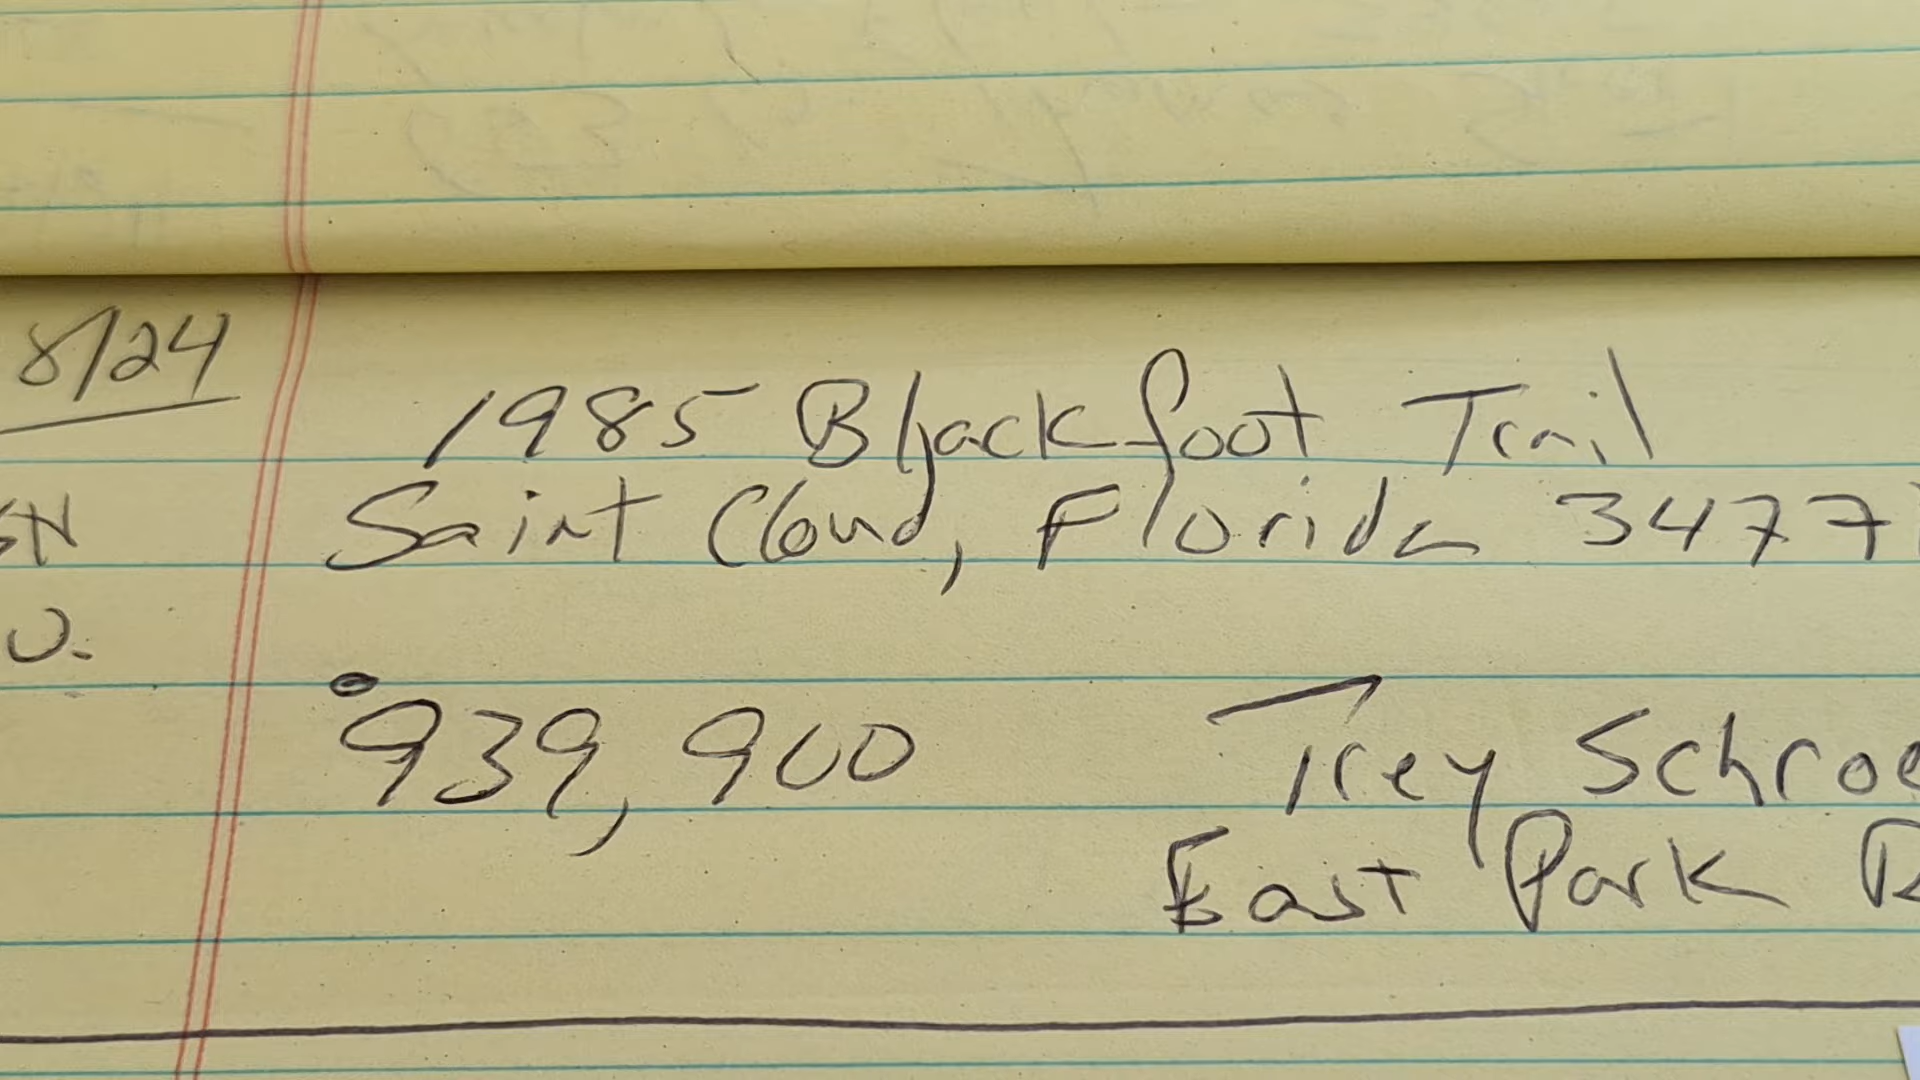 8/24
1985 Blackfoot Trail
Saint Cloud, Florida 3477
939,900
Trey Schroe
East Park